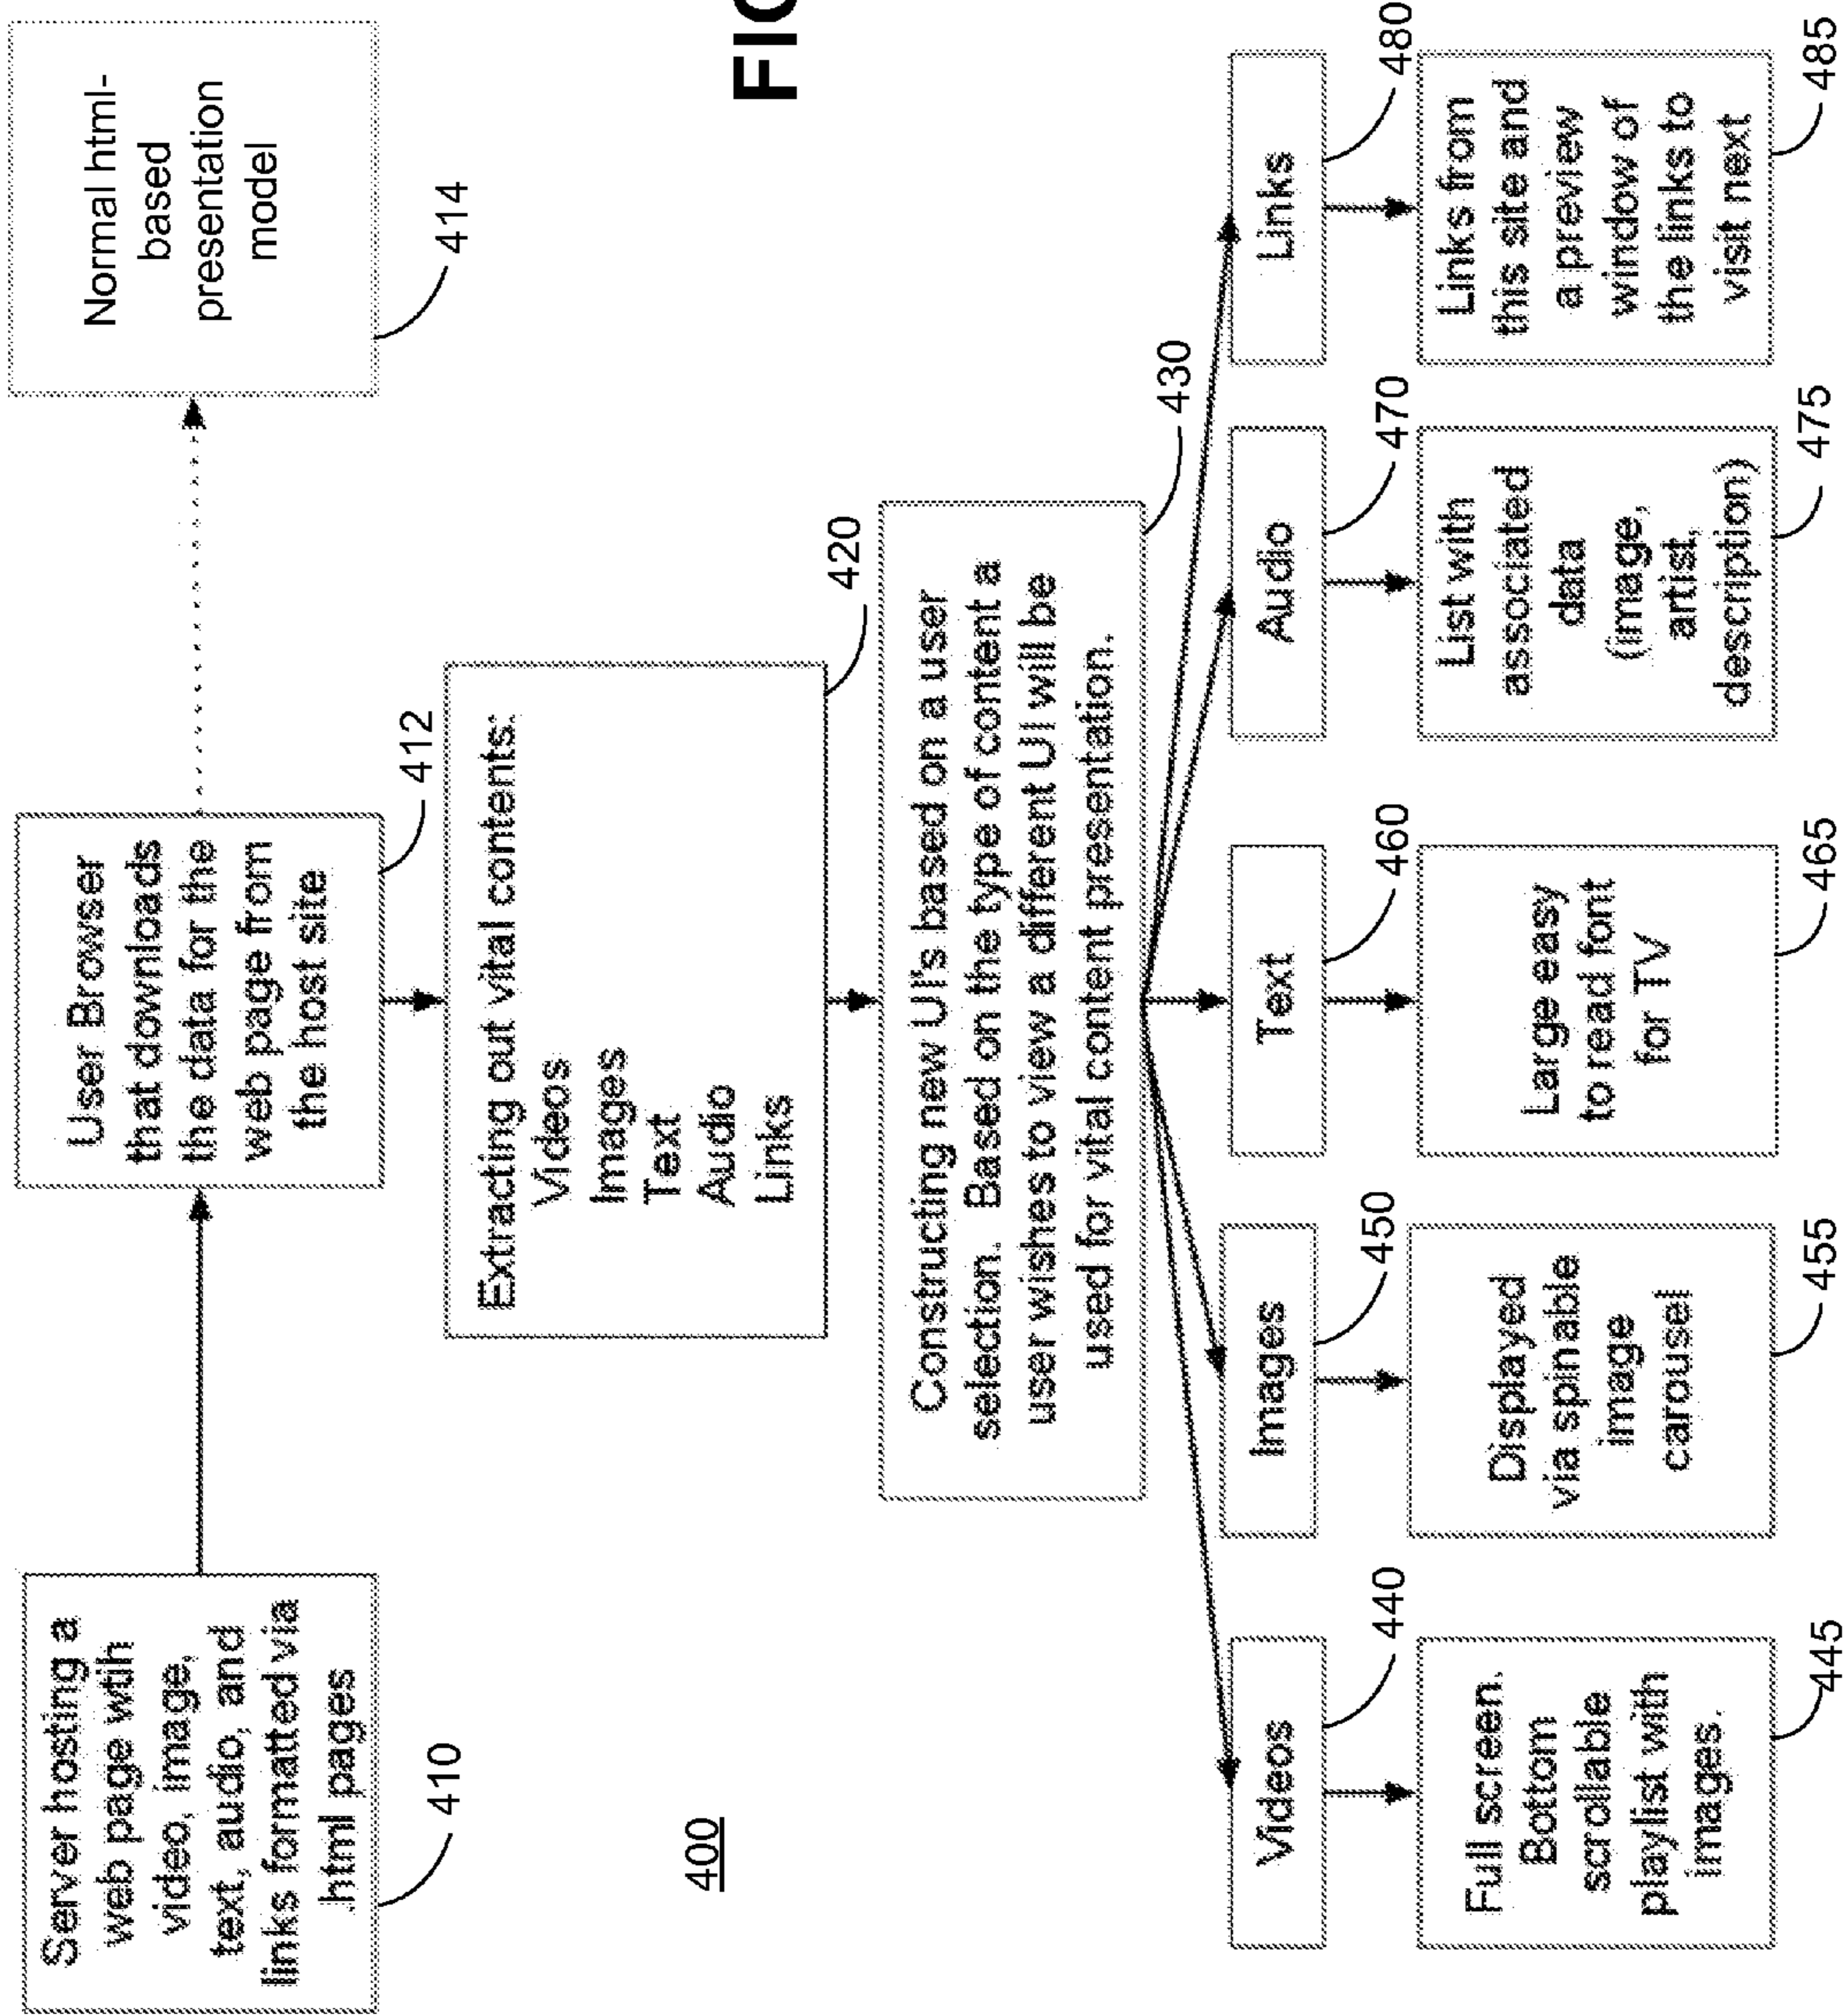 Server hosting a
web page wtih
video, image,
text, audio, and
links formatted via
.html pages
410
User Browser
that downloads
the data for the
web page from
the host site
412
Normal html-
based
presentation
model
414
Extracting out vital contents:
Videos
Images
Text
Audio
Links
420
400
Constructing new UI's based on a user
selection. Based on the type of content a
user wishes to view a different UI will be
used for vital content presentation.
430
Videos
440
Images
450
Text
460
Audio
470
Links
480
Full screen.
Bottom
scrollable
playlist with
images.
445
Displayed
via spinable
image
carousel
455
Large easy
to read font
for TV
465
List with
associated
data
(image,
artist,
description)
475
Links from
this site and
a preview
window of
the links to
visit next
485